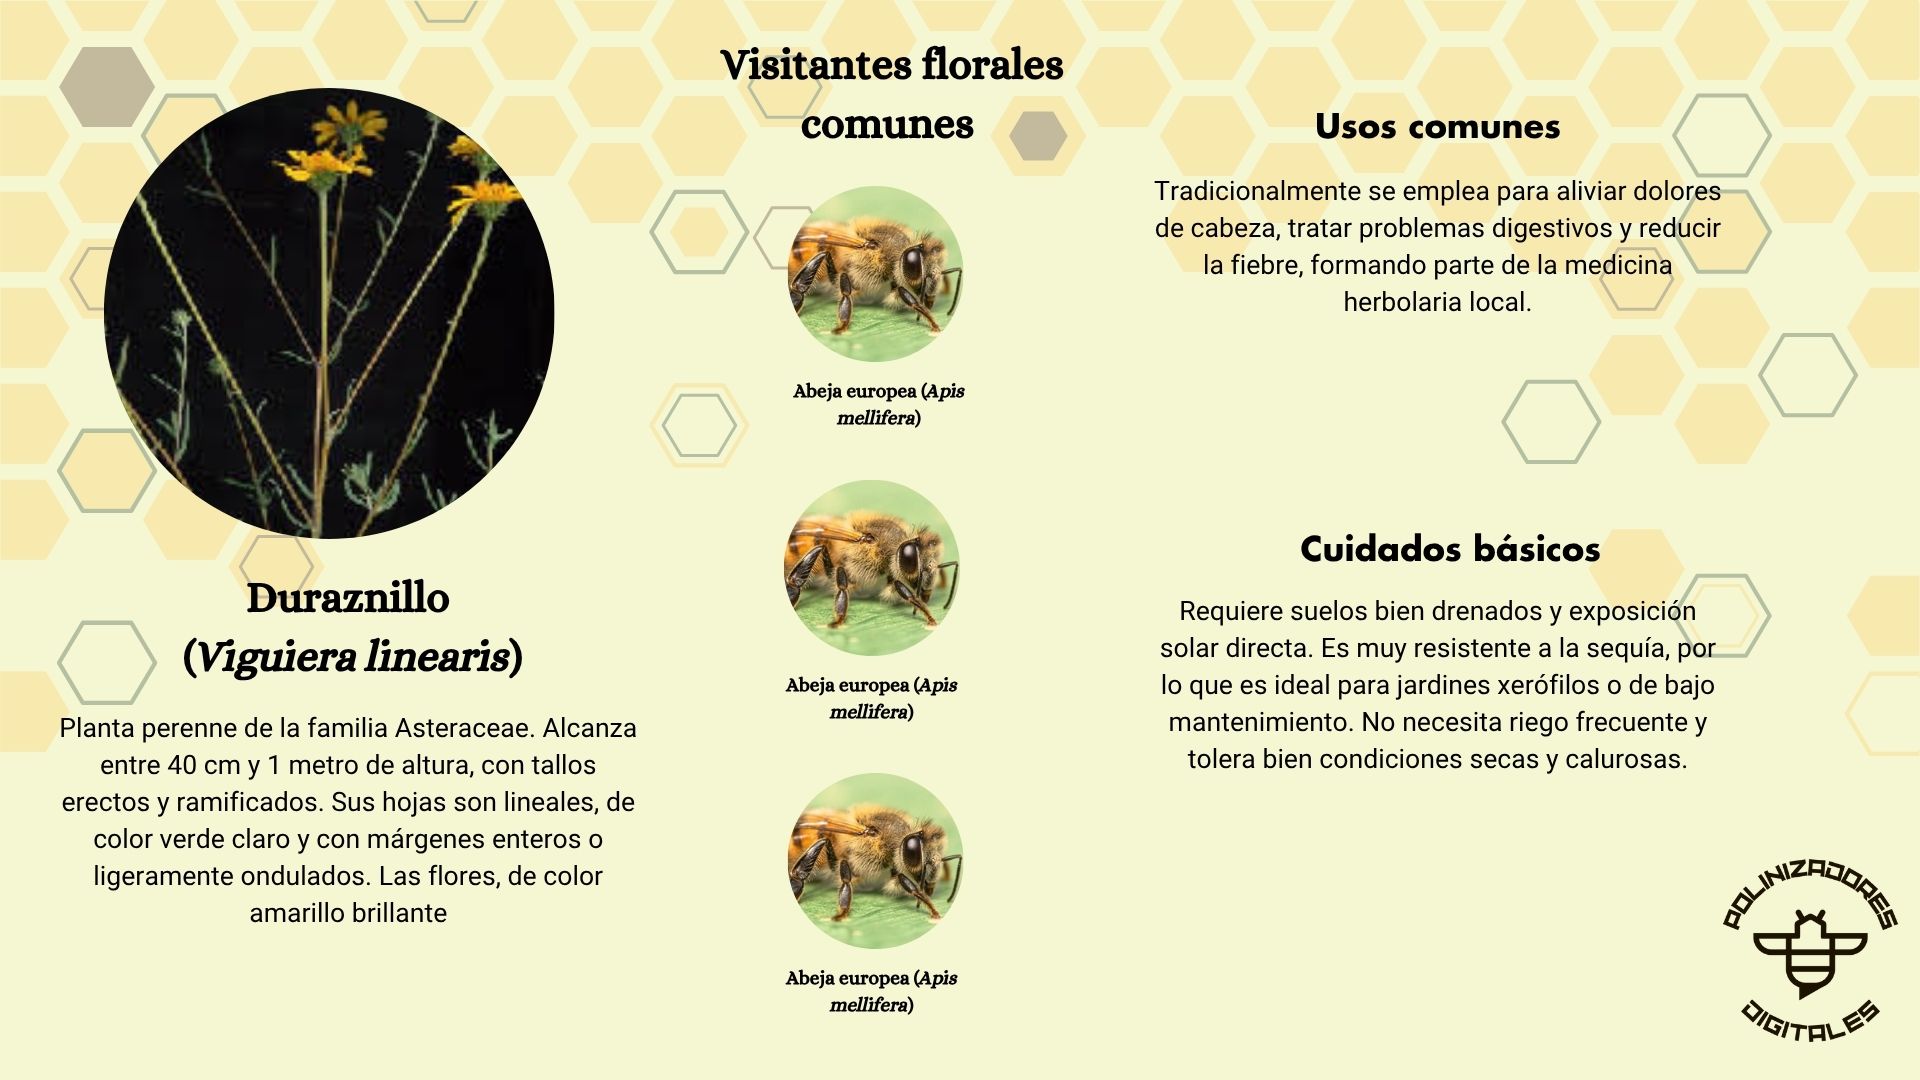 Visitantes florales
comunes
Abeja europea (Apis
mellifera)
Abeja europea (Apis
mellifera)
Abeja europea (Apis
mellifera)
Duraznillo
(Viguiera linearis)
Planta perenne de la familia Asteraceae. Alcanza
entre 40 cm y 1 metro de altura, con tallos
erectos y ramificados. Sus hojas son lineales, de
color verde claro y con márgenes enteros o
ligeramente ondulados. Las flores, de color
amarillo brillante
Usos comunes
Tradicionalmente se emplea para aliviar dolores
de cabeza, tratar problemas digestivos y reducir
la fiebre, formando parte de la medicina
herbolaria local.
Cuidados básicos
Requiere suelos bien drenados y exposición
solar directa. Es muy resistente a la sequía, por
lo que es ideal para jardines xerófilos o de bajo
mantenimiento. No necesita riego frecuente y
tolera bien condiciones secas y calurosas.
POLINIZADORES
DIGITALES